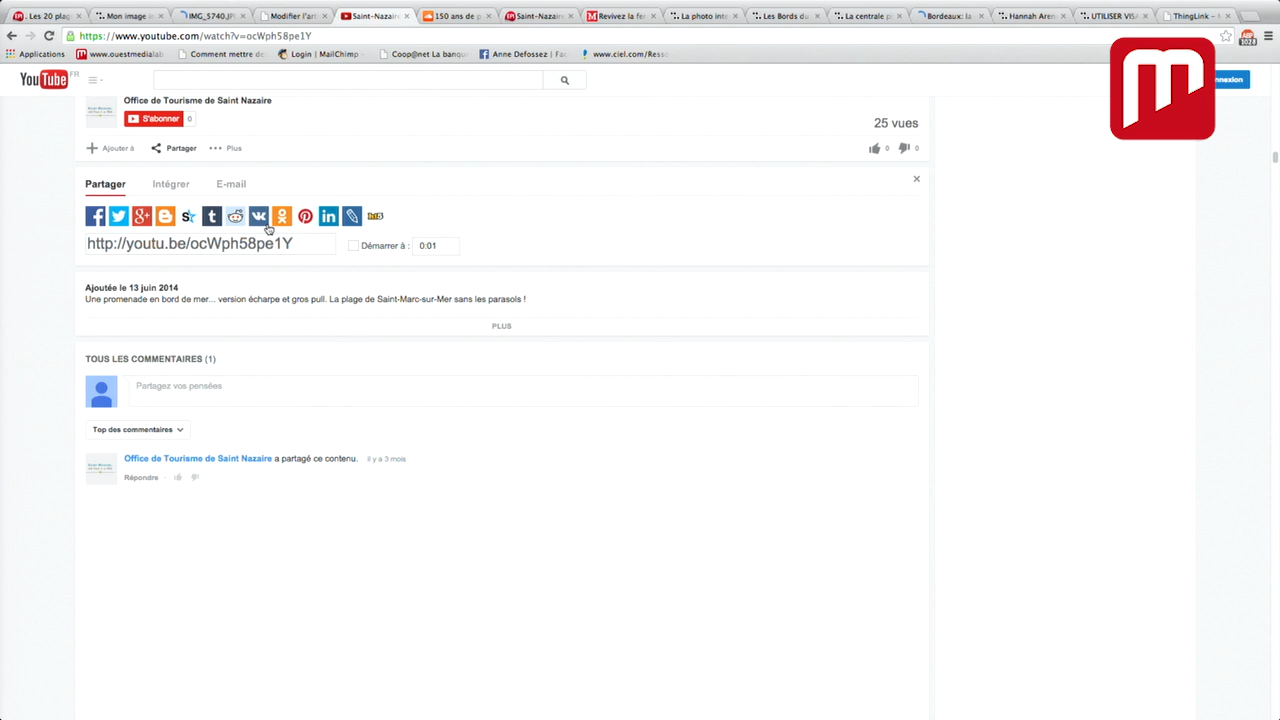 . Les 20 plag
Mon image is
IMG_5740.JP
Modifier l'art
Saint-Nazaire
150 ans de p
Saint-Nazaire
Revivez la fe
La photo inte
Les Bords du
La centrale p
Bordeaux: la
Hannah Aren
UTILISER VIS
ThingLink –
https://www.youtube.com/watch?v=ocWph58pe1Y
Applications
www.ouestmedialab
Comment mettre de
Login | MailChimp
Coop@net La banqu
Anne Defossez | Fac
www.ciel.com/Resso
YouTube FR
nnexion
Office de Tourisme de Saint Nazaire
S'abonner 0
25 vues
Ajouter à Partager Plus
0 0
Partager Intégrer E-mail
http://youtu.be/ocWph58pe1Y
Démarrer à : 0:01
Ajoutée le 13 juin 2014
Une promenade en bord de mer... version écharpe et gros pull. La plage de Saint-Marc-sur-Mer sans les parasols !
PLUS
TOUS LES COMMENTAIRES (1)
Partagez vos pensées
Top des commentaires
Office de Tourisme de Saint Nazaire a partagé ce contenu. il y a 3 mois
Répondre